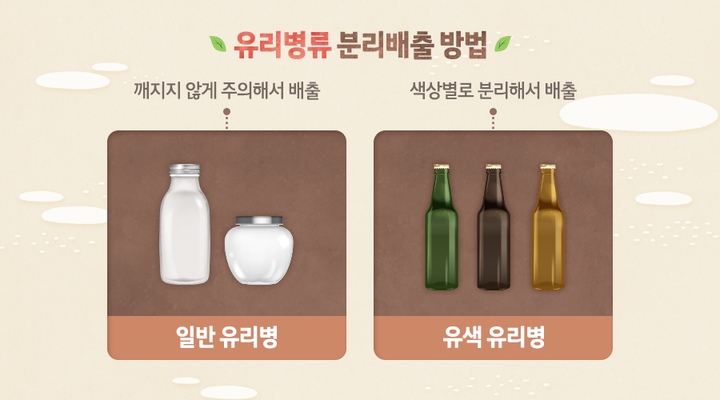 유리병류 분리배출 방법
깨지지 않게 주의해서 배출
색상별로 분리해서 배출
일반 유리병
유색 유리병